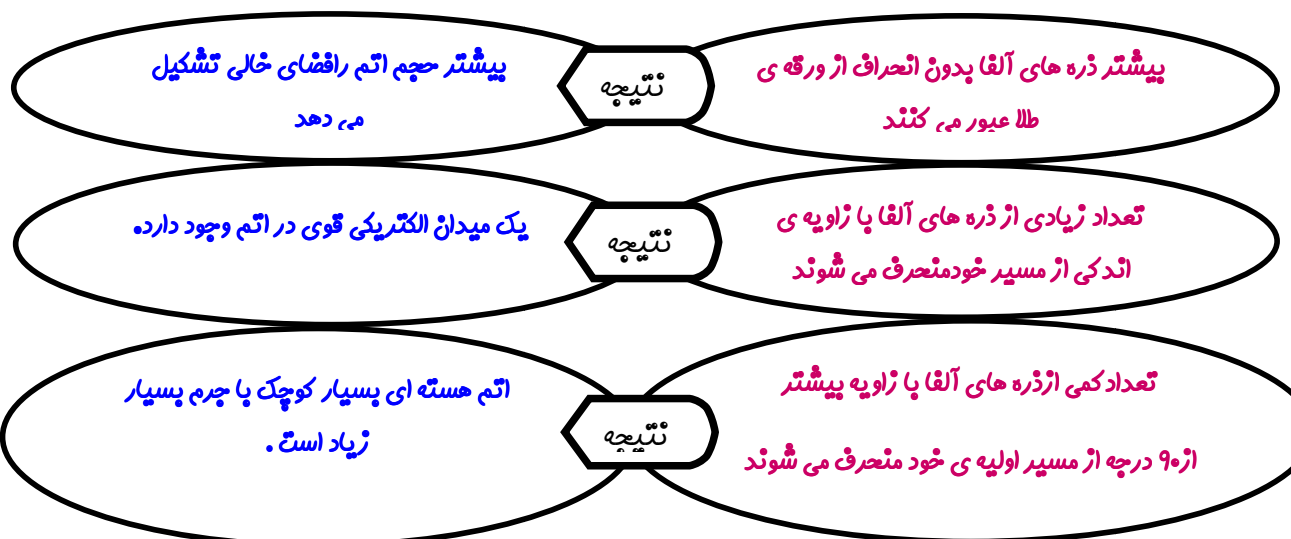 بیشتر ذره های آلفا بدون انحراف از ورقه ی
طلا عبور می کنند
نتیجه
بیشتر حجم اتم رافضای خالی تشکیل
می دهد
تعداد زیادی از ذره های آلفا با زاویه ی
اندکی از مسیر خودمنحرف می شوند
نتیجه
یک میدان الکتریکی قوی در اتم وجود دارد.
تعدادکمی ازذره های آلفا با زاویه بیشتر
از۹۰ درجه از مسیر اولیه ی خود منحرف می شوند
نتیجه
اتم هسته ای بسیار کوچک با جرم بسیار
زیاد است .